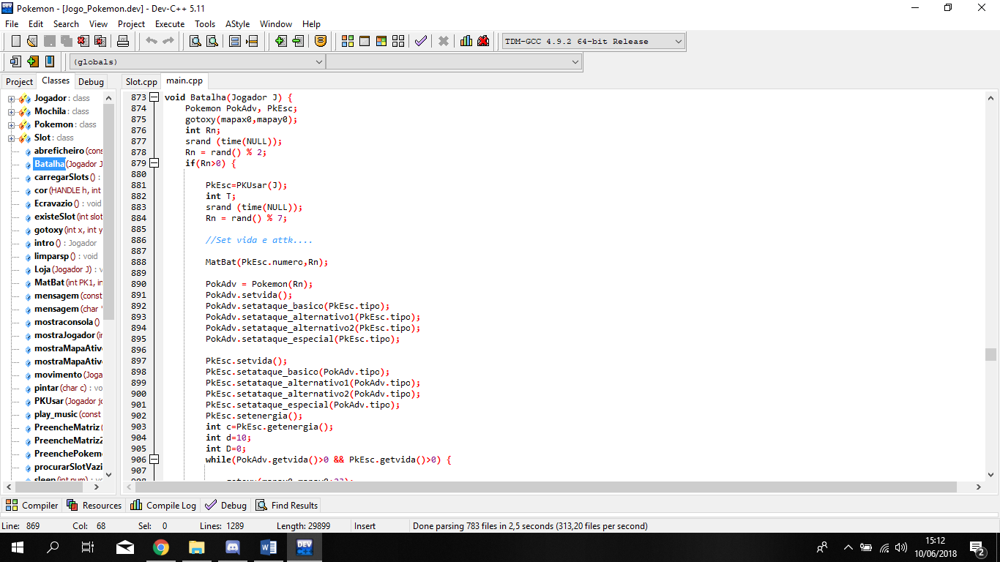 Pokemon - [Jogo_Pokemon.dev] - Dev-C++ 5.11
File Edit Search View Project Execute Tools AStyle Window Help
TDM-GCC 4.9.2 64-bit Release
(globals)
Project Classes Debug
Slot.cpp main.cpp
Jogador : class
Mochila : class
Pokemon : class
Slot : class
abreficheiro (cons
Batalha (Jogador J
carregarSlots () :
cor (HANDLE h, int
Ecravazio () : void
existeSlot (int slot
gotoxy (int x, int y
intro () : Jogador
limparsp () : void
Loja (Jogador J) : v
MatBat (int PK1, in
mensagem (const
mensagem (char *
mostraconsola ()
mostraJogador (in
mostraMapaAtiv
mostraMapaAtiv
movimento (Joga
pintar (char c) : vo
PKUsar (Jogador jo
play_music (const
PreencheMatriz (
PreencheMatriz2
PreenchePokem
procurarSlotVazi
sleep (int num) : vo
873 void Batalha(Jogador J) {
874 Pokemon PokAdv, PkEsc;
875 gotoxy(mapax0,mapay0);
876 int Rn;
877 srand (time(NULL));
878 Rn = rand() % 2;
879 if(Rn>0) {
880
881 PkEsc=PKUsar(J);
882 int T;
883 srand (time(NULL));
884 Rn = rand() % 7;
885
886 //Set vida e attk....
887
888 MatBat(PkEsc.numero,Rn);
889
890 PokAdv = Pokemon(Rn);
891 PokAdv.setvida();
892 PokAdv.setataque_basico(PkEsc.tipo);
893 PokAdv.setataque_alternativo1(PkEsc.tipo);
894 PokAdv.setataque_alternativo2(PkEsc.tipo);
895 PokAdv.setataque_especial(PkEsc.tipo);
896
897 PkEsc.setvida();
898 PkEsc.setataque_basico(PokAdv.tipo);
899 PkEsc.setataque_alternativo1(PokAdv.tipo);
900 PkEsc.setataque_alternativo2(PokAdv.tipo);
901 PkEsc.setataque_especial(PokAdv.tipo);
902 PkEsc.setenergia();
903 int c=PkEsc.getenergia();
904 int d=10;
905 int D=0;
906 while(PokAdv.getvida()>0 && PkEsc.getvida()>0) {
907
Compiler Resources Compile Log Debug Find Results
Line: 869 Col: 68 Sel: 0 Lines: 1289 Length: 29899 Insert Done parsing 783 files in 2,5 seconds (313,20 files per second)
15:12
10/06/2018
2